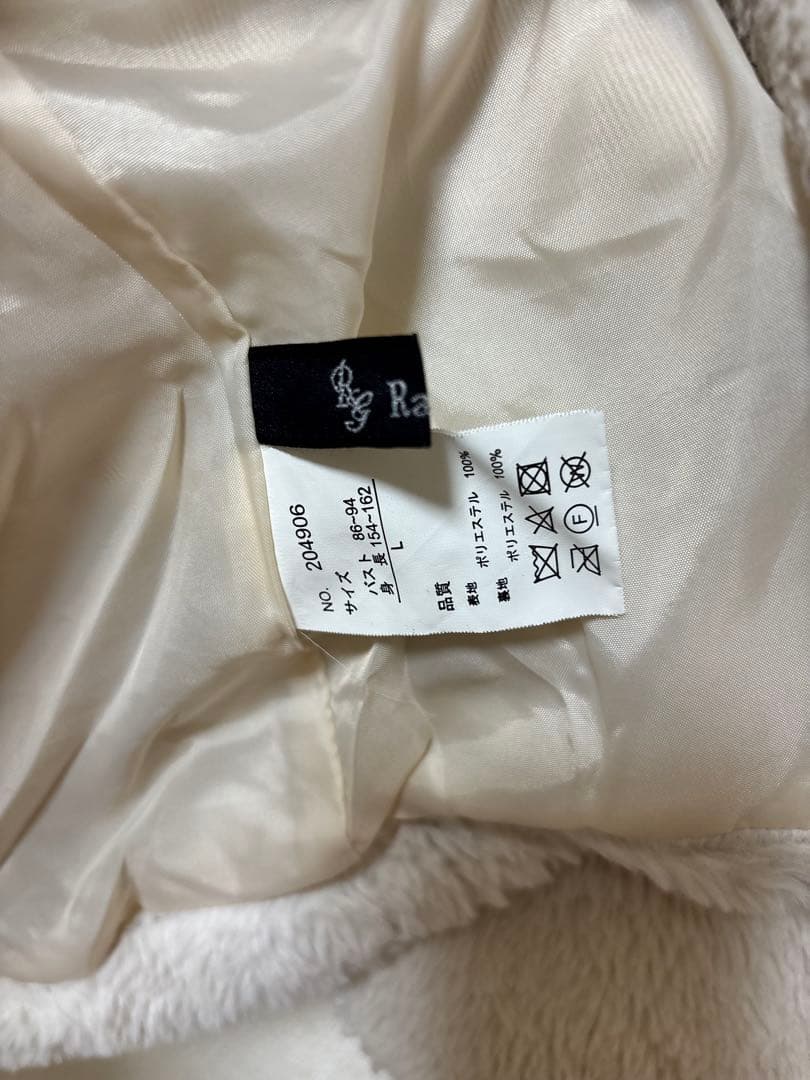 Ra
NO. 204906
サイズ
バスト 86~94
身 長 154~162
L
品質
表地 ポリエステル 100%
裏地 ポリエステル 100%
W
F